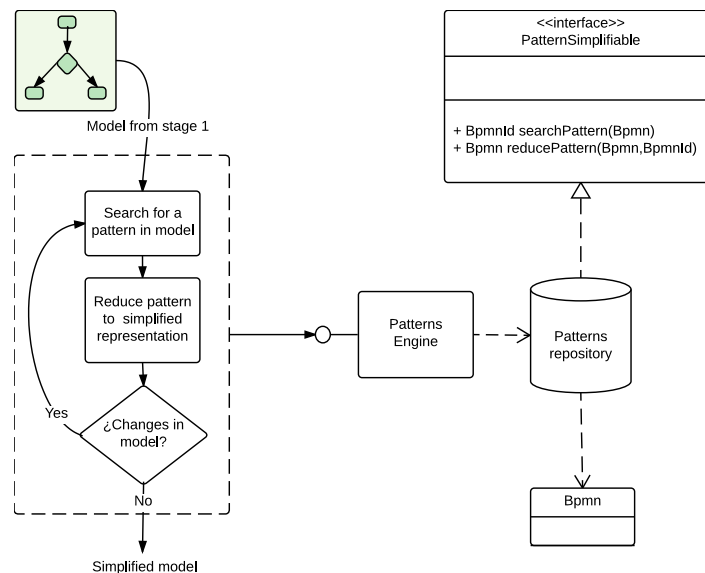 <<interface>>
PatternSimplifiable
+ BpmnId searchPattern(Bpmn)
+ Bpmn reducePattern(Bpmn,BpmnId)
Model from stage 1
Search for a
pattern in model
Reduce pattern
to simplified
representation
¿Changes in
model?
Yes
No
Simplified model
Patterns
Engine
Patterns
repository
Bpmn